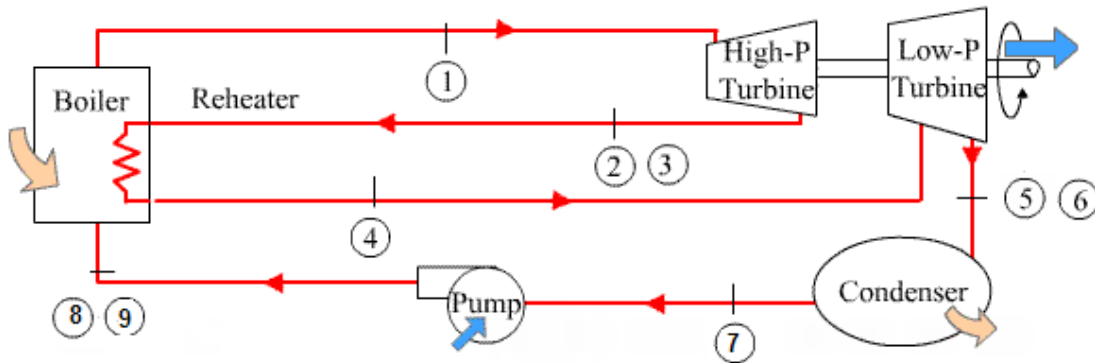 High-P
Turbine
Low-P
Turbine
1
Boiler
Reheater
2 3
4
5 6
Condenser
Pump
7
8 9